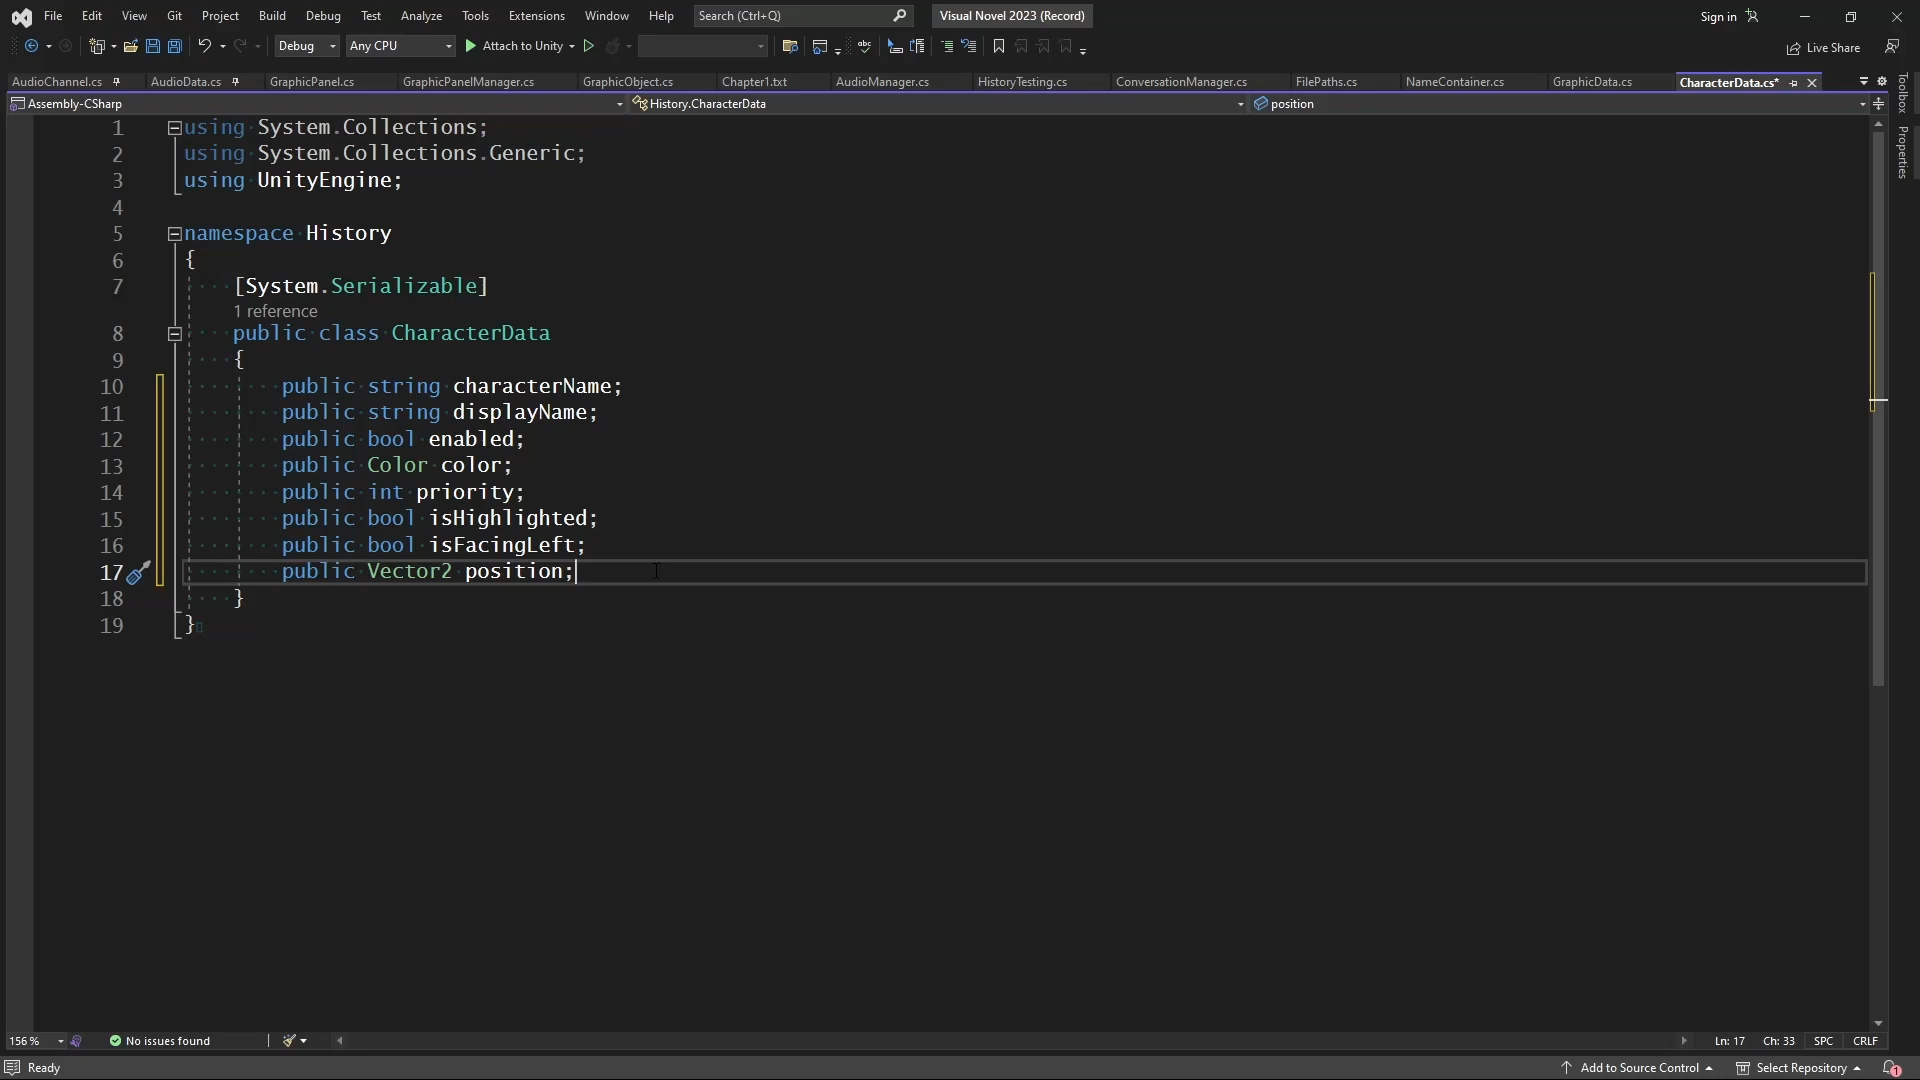 File Edit View Git Project Build Debug Test Analyze Tools Extensions Window Help Search (Ctrl+Q) Visual Novel 2023 (Record) Sign in
Debug Any CPU Attach to Unity Live Share
AudioChannel.cs AudioData.cs GraphicPanel.cs GraphicPanelManager.cs GraphicObject.cs Chapter1.txt AudioManager.cs HistoryTesting.cs ConversationManager.cs FilePaths.cs NameContainer.cs GraphicData.cs CharacterData.cs*
Assembly-CSharp History.CharacterData position
Toolbox
Properties
1 using System.Collections;
2 using System.Collections.Generic;
3 using UnityEngine;
4
5 namespace History
6 {
7 [System.Serializable]
1 reference
8 public class CharacterData
9 {
10 public string characterName;
11 public string displayName;
12 public bool enabled;
13 public Color color;
14 public int priority;
15 public bool isHighlighted;
16 public bool isFacingLeft;
17 public Vector2 position;
18 }
19 }
156 % No issues found Ln: 17 Ch: 33 SPC CRLF
Ready Add to Source Control Select Repository 1